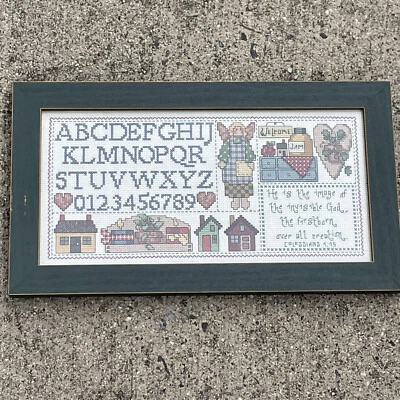 ABCDEFGHIJ
KLMNOPQR
STUVWXYZ
0123456789
Welcome
JAM
He is the image of
the invisible God,
the firstborn
over all creation.
Colossians 1:15